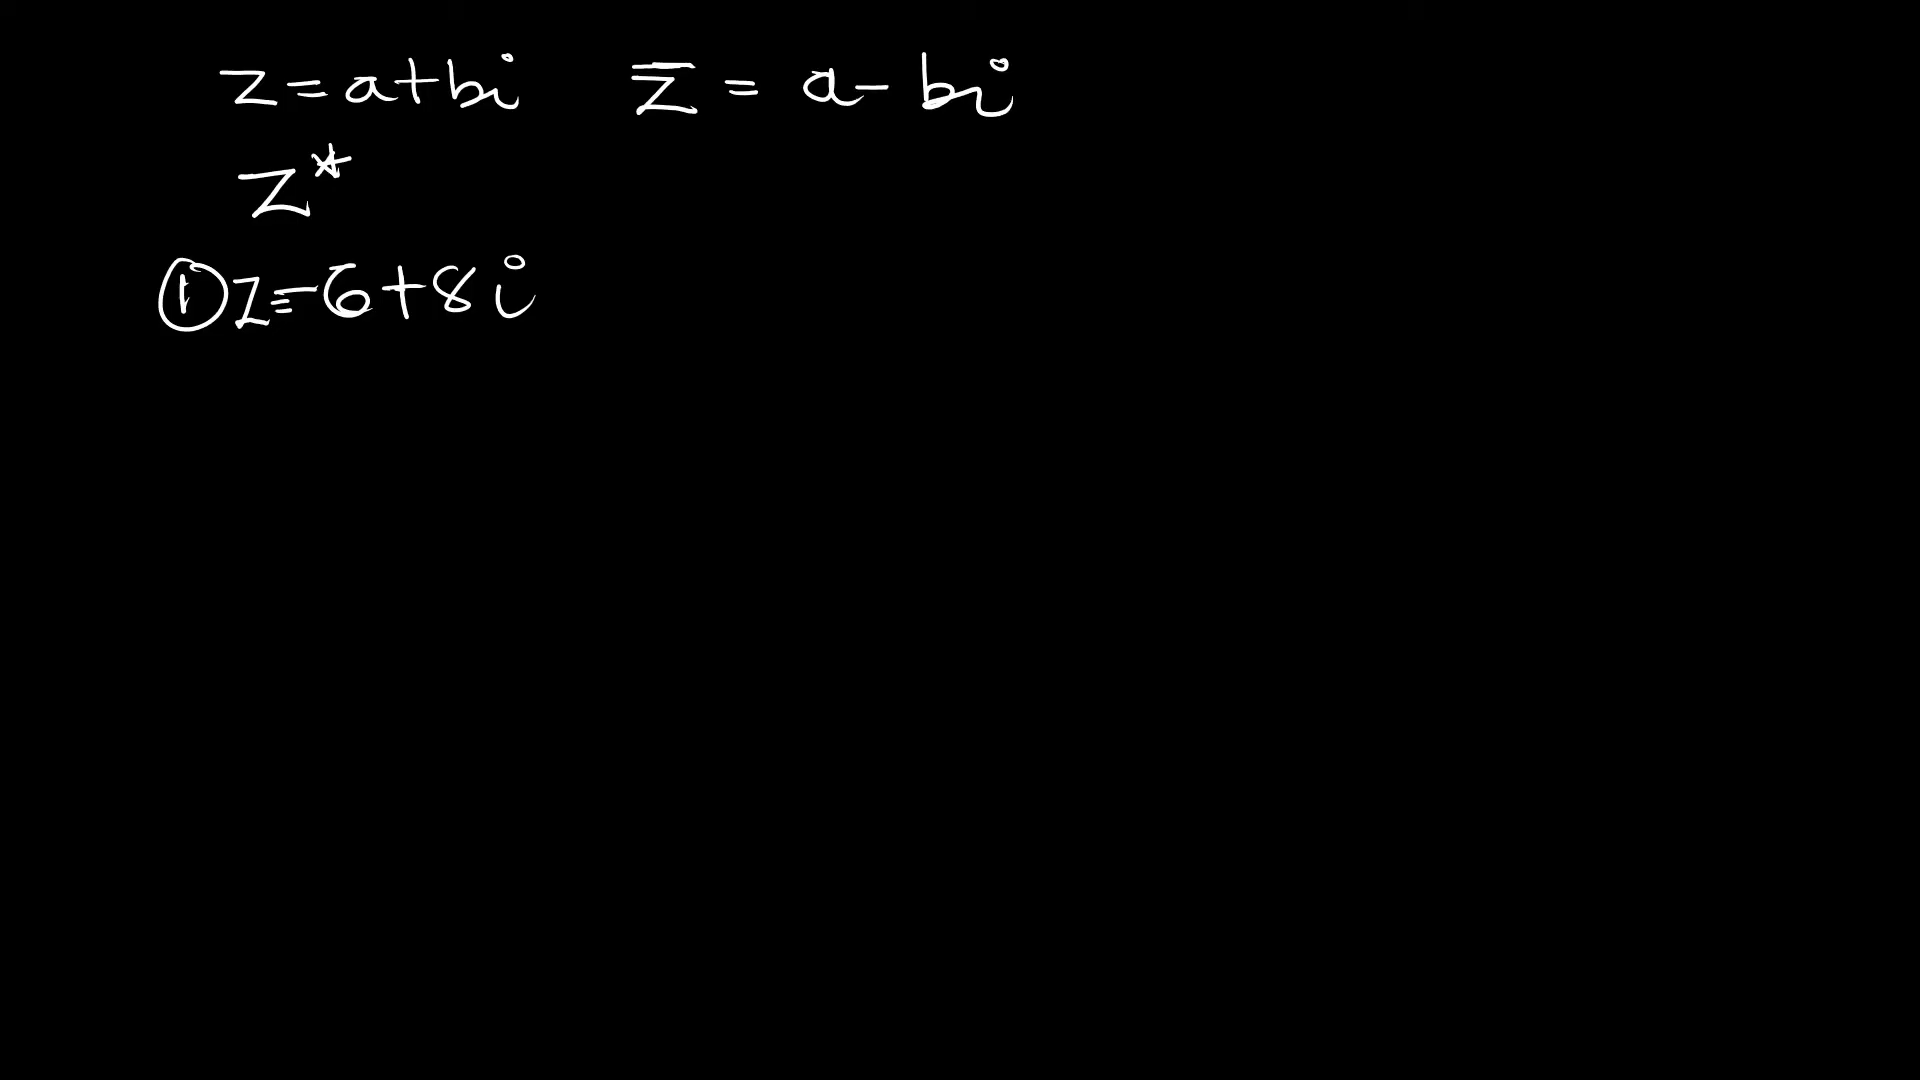 z = a + bi    z̅ = a - bi
z*
① z = -6 + 8i